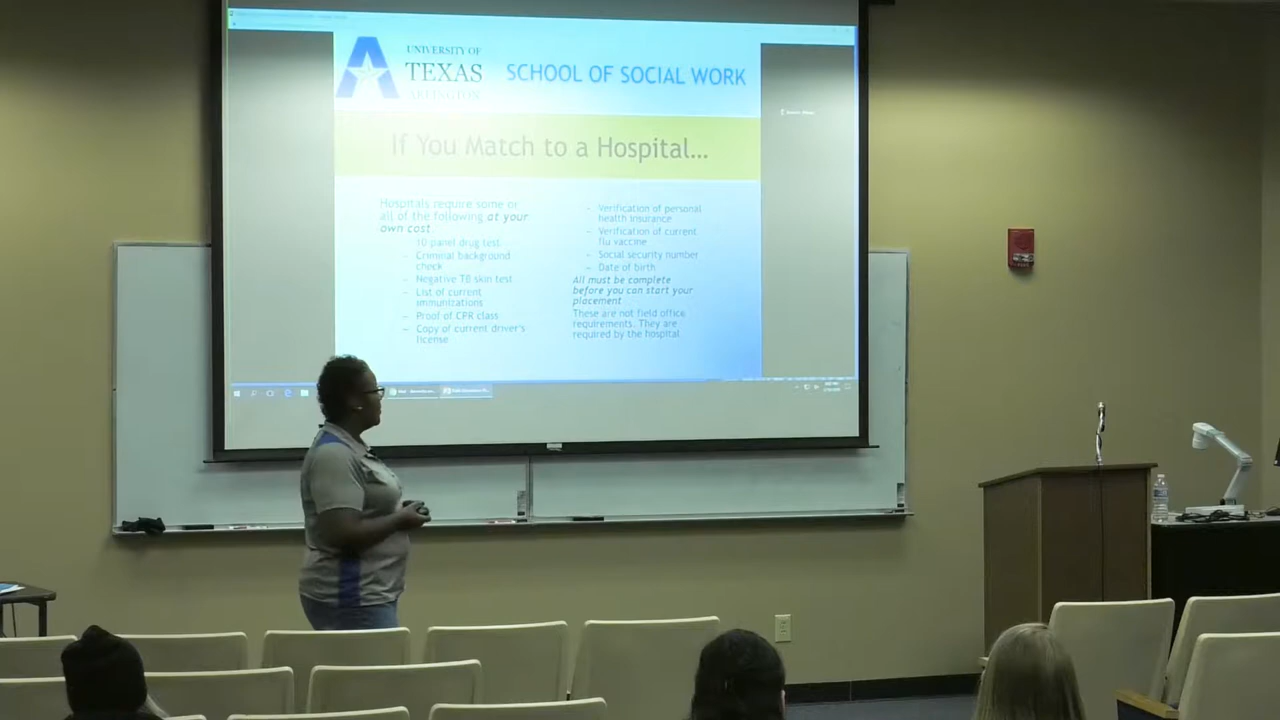 UNIVERSITY OF
TEXAS
ARLINGTON
SCHOOL OF SOCIAL WORK
If You Match to a Hospital...
Hospitals require some or
all of the following at your
own cost
10 panel drug test
– Criminal background
check
– Negative TB skin test
– List of current
immunizations
– Proof of CPR class
– Copy of current driver's
license
– Verification of personal
health insurance
– Verification of current
flu vaccine
– Social security number
– Date of birth
All must be complete
before you can start your
placement
These are not field office
requirements. They are
required by the hospital